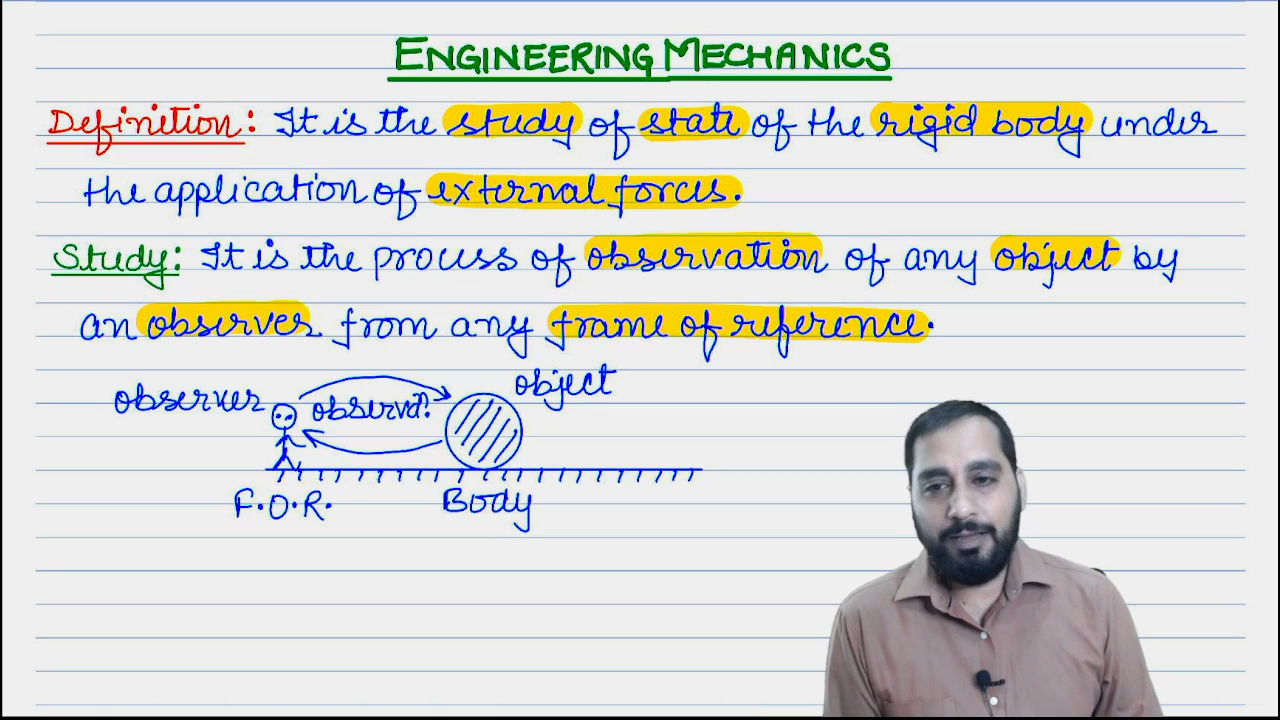 ENGINEERING MECHANICS
Definition: It is the study of state of the rigid body under
the application of external forces.
Study: It is the process of observation of any object by
an observer from any frame of reference.
object
observer
observaⁿ?
F.O.R.
Body